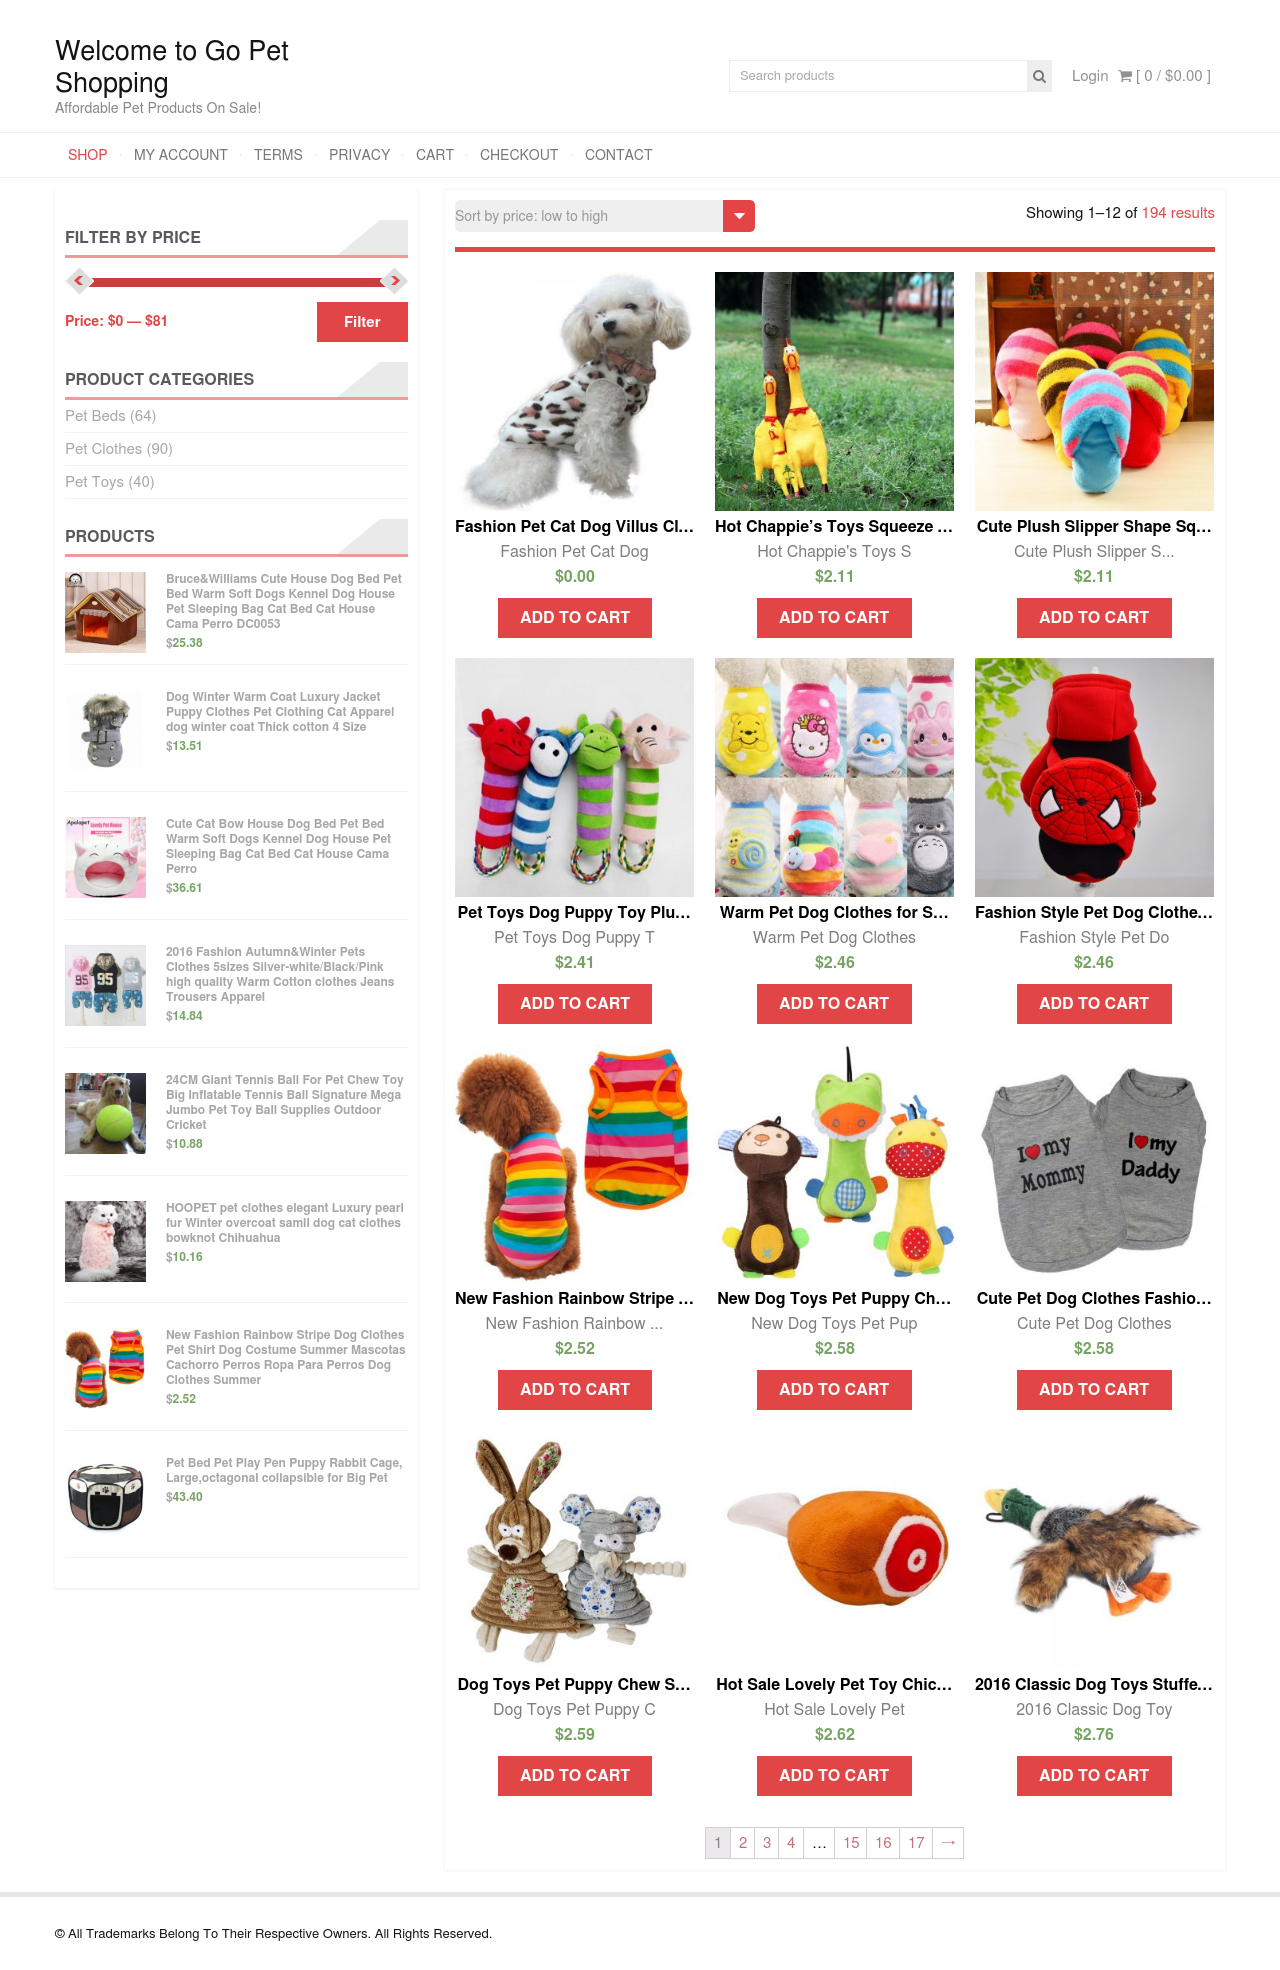 Welcome to Go Pet
Shopping
Affordable Pet Products On Sale!
Search products
Login [ 0 / $0.00 ]
SHOP
MY ACCOUNT
TERMS
PRIVACY
CART
CHECKOUT
CONTACT
FILTER BY PRICE
Price: $0 — $81
Filter
PRODUCT CATEGORIES
Pet Beds (64)
Pet Clothes (90)
Pet Toys (40)
PRODUCTS
Bruce&Williams Cute House Dog Bed Pet
Bed Warm Soft Dogs Kennel Dog House
Pet Sleeping Bag Cat Bed Cat House
Cama Perro DC0053
$25.38
Dog Winter Warm Coat Luxury Jacket
Puppy Clothes Pet Clothing Cat Apparel
dog winter coat Thick cotton 4 Size
$13.51
Apalapet
Lovely Pet House
Cute Cat Bow House Dog Bed Pet Bed
Warm Soft Dogs Kennel Dog House Pet
Sleeping Bag Cat Bed Cat House Cama
Perro
$36.61
95
95
2016 Fashion Autumn&Winter Pets
Clothes 5sizes Silver-white/Black/Pink
high quality Warm Cotton clothes Jeans
Trousers Apparel
$14.84
24CM Giant Tennis Ball For Pet Chew Toy
Big Inflatable Tennis Ball Signature Mega
Jumbo Pet Toy Ball Supplies Outdoor
Cricket
$10.88
HOOPET pet clothes elegant Luxury pearl
fur Winter overcoat samll dog cat clothes
bowknot Chihuahua
$10.16
New Fashion Rainbow Stripe Dog Clothes
Pet Shirt Dog Costume Summer Mascotas
Cachorro Perros Ropa Para Perros Dog
Clothes Summer
$2.52
Pet Bed Pet Play Pen Puppy Rabbit Cage,
Large,octagonal collapsible for Big Pet
$43.40
Sort by price: low to high
Showing 1–12 of 194 results
Fashion Pet Cat Dog Villus Cl...
Fashion Pet Cat Dog
$0.00
ADD TO CART
Hot Chappie’s Toys Squeeze ...
Hot Chappie's Toys S
$2.11
ADD TO CART
Cute Plush Slipper Shape Sq...
Cute Plush Slipper S...
$2.11
ADD TO CART
Pet Toys Dog Puppy Toy Plu...
Pet Toys Dog Puppy T
$2.41
ADD TO CART
Warm Pet Dog Clothes for S...
Warm Pet Dog Clothes
$2.46
ADD TO CART
Fashion Style Pet Dog Clothe...
Fashion Style Pet Do
$2.46
ADD TO CART
New Fashion Rainbow Stripe ...
New Fashion Rainbow ...
$2.52
ADD TO CART
New Dog Toys Pet Puppy Ch...
New Dog Toys Pet Pup
$2.58
ADD TO CART
I my
Mommy
I my
Daddy
Cute Pet Dog Clothes Fashio...
Cute Pet Dog Clothes
$2.58
ADD TO CART
Dog Toys Pet Puppy Chew S...
Dog Toys Pet Puppy C
$2.59
ADD TO CART
Hot Sale Lovely Pet Toy Chic...
Hot Sale Lovely Pet
$2.62
ADD TO CART
2016 Classic Dog Toys Stuffe...
2016 Classic Dog Toy
$2.76
ADD TO CART
1 2 3 4 ... 15 16 17 →
© All Trademarks Belong To Their Respective Owners. All Rights Reserved.